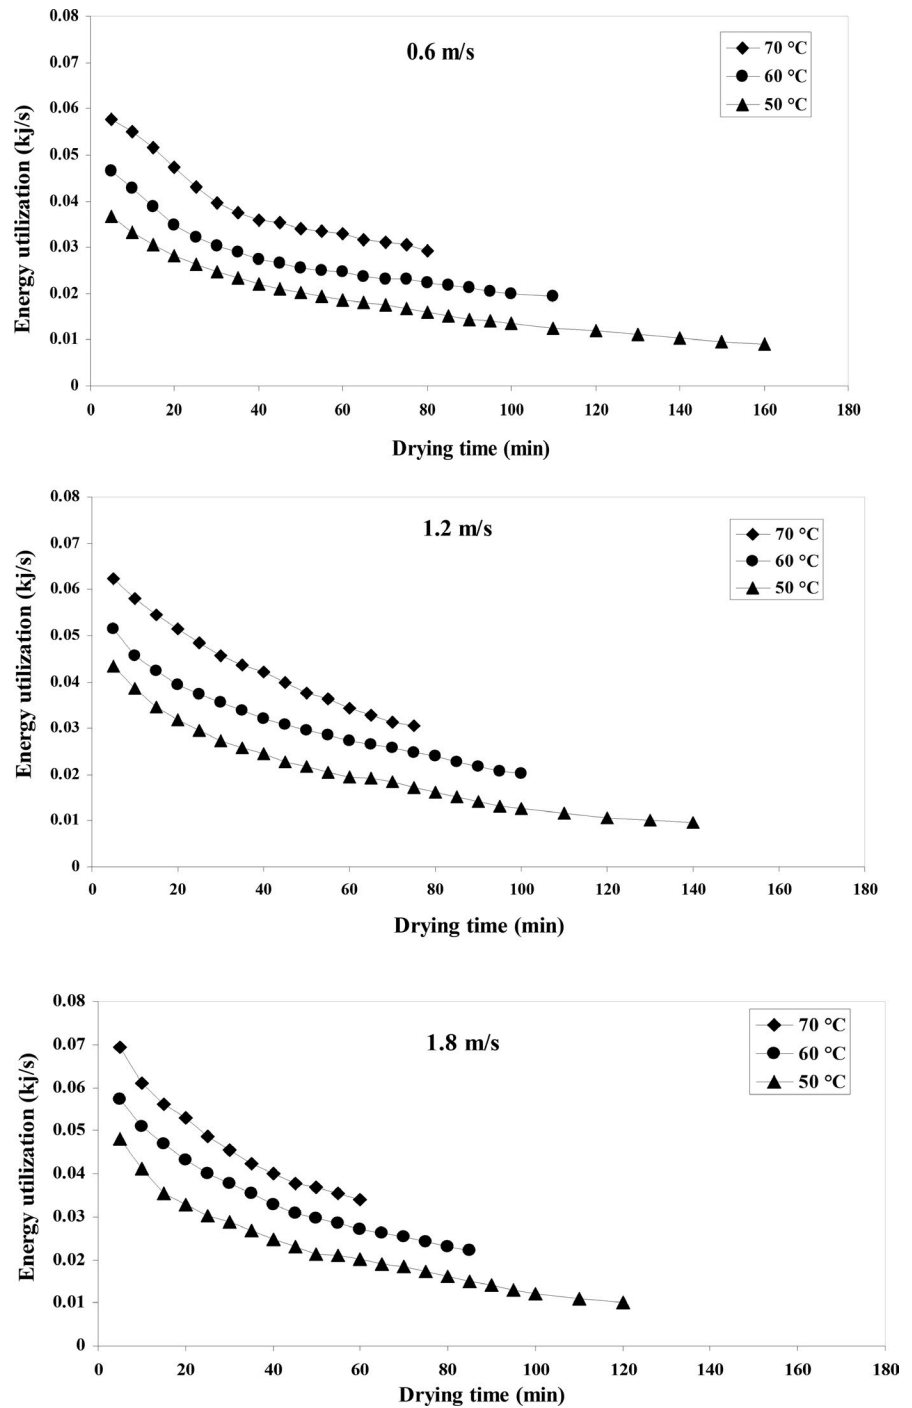 0.08
0.6 m/s
70 °C
60 °C
50 °C
0.07
0.06
0.05
0.04
0.03
0.02
0.01
0
Energy utilization (kj/s)
0 20 40 60 80 100 120 140 160 180
Drying time (min)
0.08
1.2 m/s
70 °C
60 °C
50 °C
0.07
0.06
0.05
0.04
0.03
0.02
0.01
0
Energy utilization (kj/s)
0 20 40 60 80 100 120 140 160 180
Drying time (min)
0.08
1.8 m/s
70 °C
60 °C
50 °C
0.07
0.06
0.05
0.04
0.03
0.02
0.01
0
Energy utilization (kj/s)
0 20 40 60 80 100 120 140 160 180
Drying time (min)